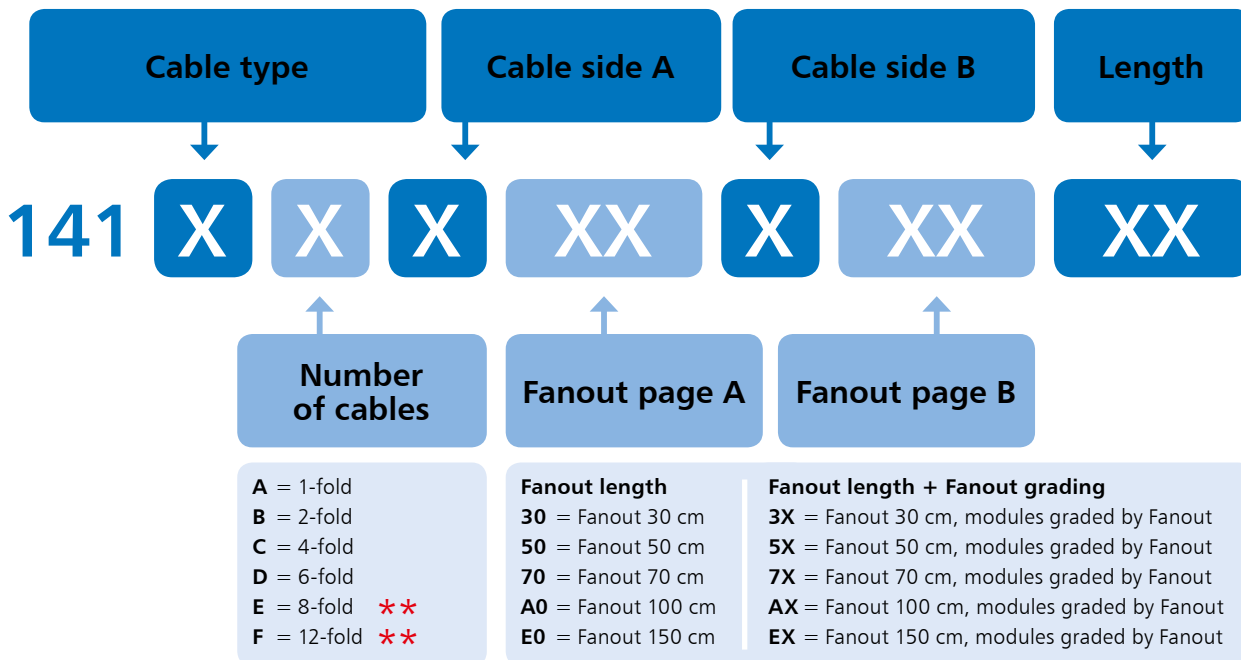 Cable type
Cable side A
Cable side B
Length
141 X X X XX X XX XX
Number
of cables
Fanout page A
Fanout page B
A = 1-fold
B = 2-fold
C = 4-fold
D = 6-fold
E = 8-fold **
F = 12-fold **
Fanout length
30 = Fanout 30 cm
50 = Fanout 50 cm
70 = Fanout 70 cm
A0 = Fanout 100 cm
E0 = Fanout 150 cm
Fanout length + Fanout grading
3X = Fanout 30 cm, modules graded by Fanout
5X = Fanout 50 cm, modules graded by Fanout
7X = Fanout 70 cm, modules graded by Fanout
AX = Fanout 100 cm, modules graded by Fanout
EX = Fanout 150 cm, modules graded by Fanout